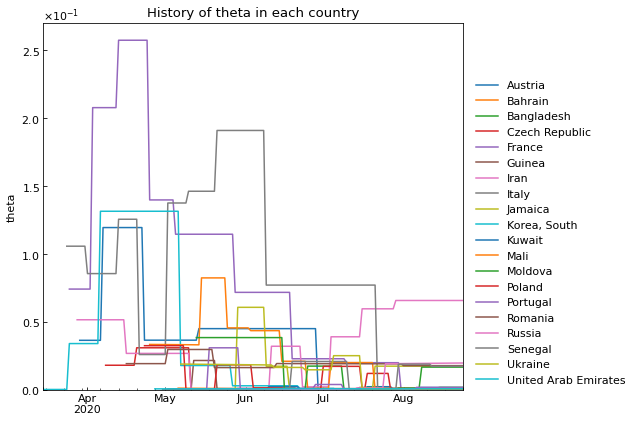 History of theta in each country
×10⁻¹
2.5
2.0
1.5
1.0
0.5
0.0
theta
Apr
2020
May
Jun
Jul
Aug
Austria
Bahrain
Bangladesh
Czech Republic
France
Guinea
Iran
Italy
Jamaica
Korea, South
Kuwait
Mali
Moldova
Poland
Portugal
Romania
Russia
Senegal
Ukraine
United Arab Emirates